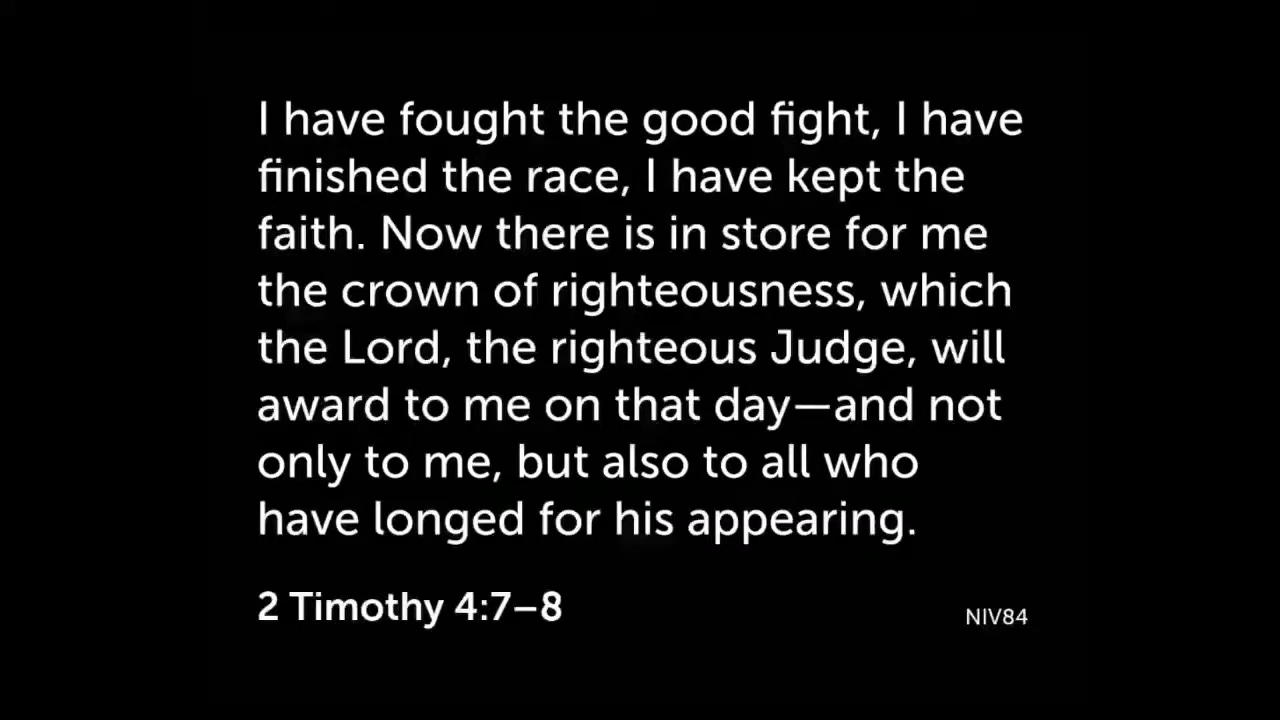 I have fought the good fight, I have
finished the race, I have kept the
faith. Now there is in store for me
the crown of righteousness, which
the Lord, the righteous Judge, will
award to me on that day—and not
only to me, but also to all who
have longed for his appearing.
2 Timothy 4:7–8
NIV84